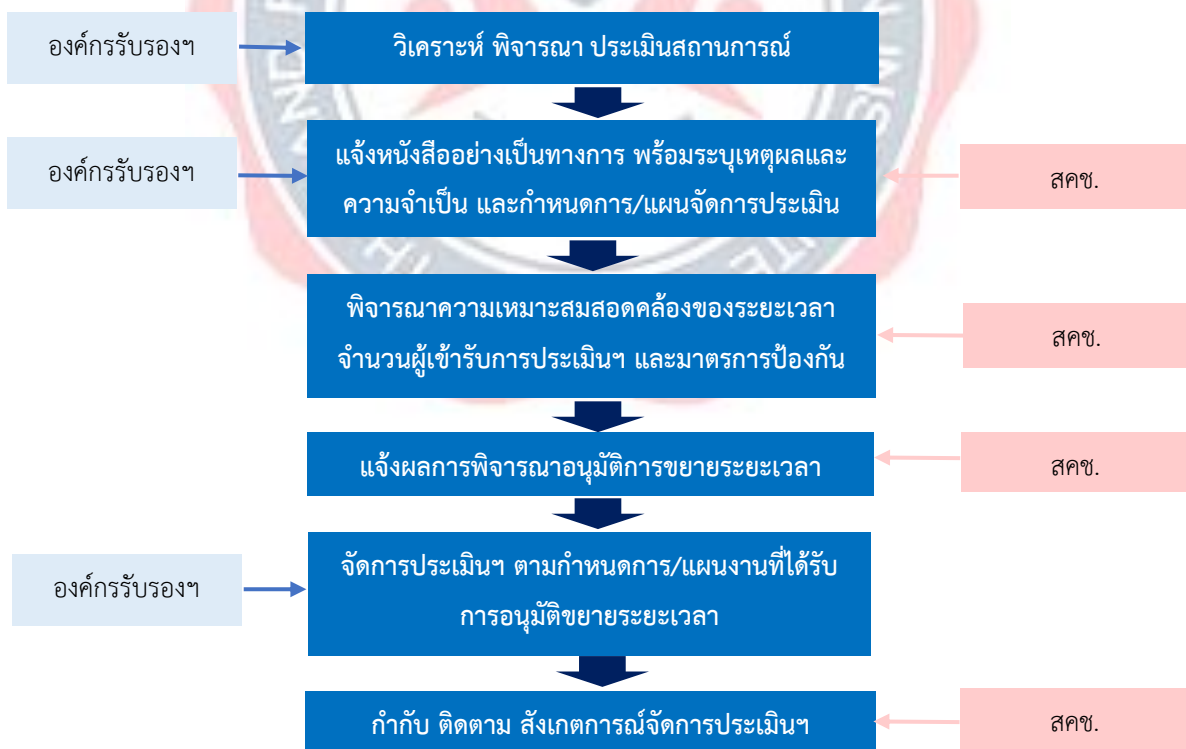 องค์กรรับรองฯ
วิเคราะห์ พิจารณา ประเมินสถานการณ์
องค์กรรับรองฯ
แจ้งหนังสืออย่างเป็นทางการ พร้อมระบุเหตุผลและ
ความจำเป็น และกำหนดการ/แผนจัดการประเมิน
สคช.
พิจารณาความเหมาะสมสอดคล้องของระยะเวลา
จำนวนผู้เข้ารับการประเมินฯ และมาตรการป้องกัน
สคช.
แจ้งผลการพิจารณาอนุมัติการขยายระยะเวลา
สคช.
องค์กรรับรองฯ
จัดการประเมินฯ ตามกำหนดการ/แผนงานที่ได้รับ
การอนุมัติขยายระยะเวลา
กำกับ ติดตาม สังเกตการณ์จัดการประเมินฯ
สคช.